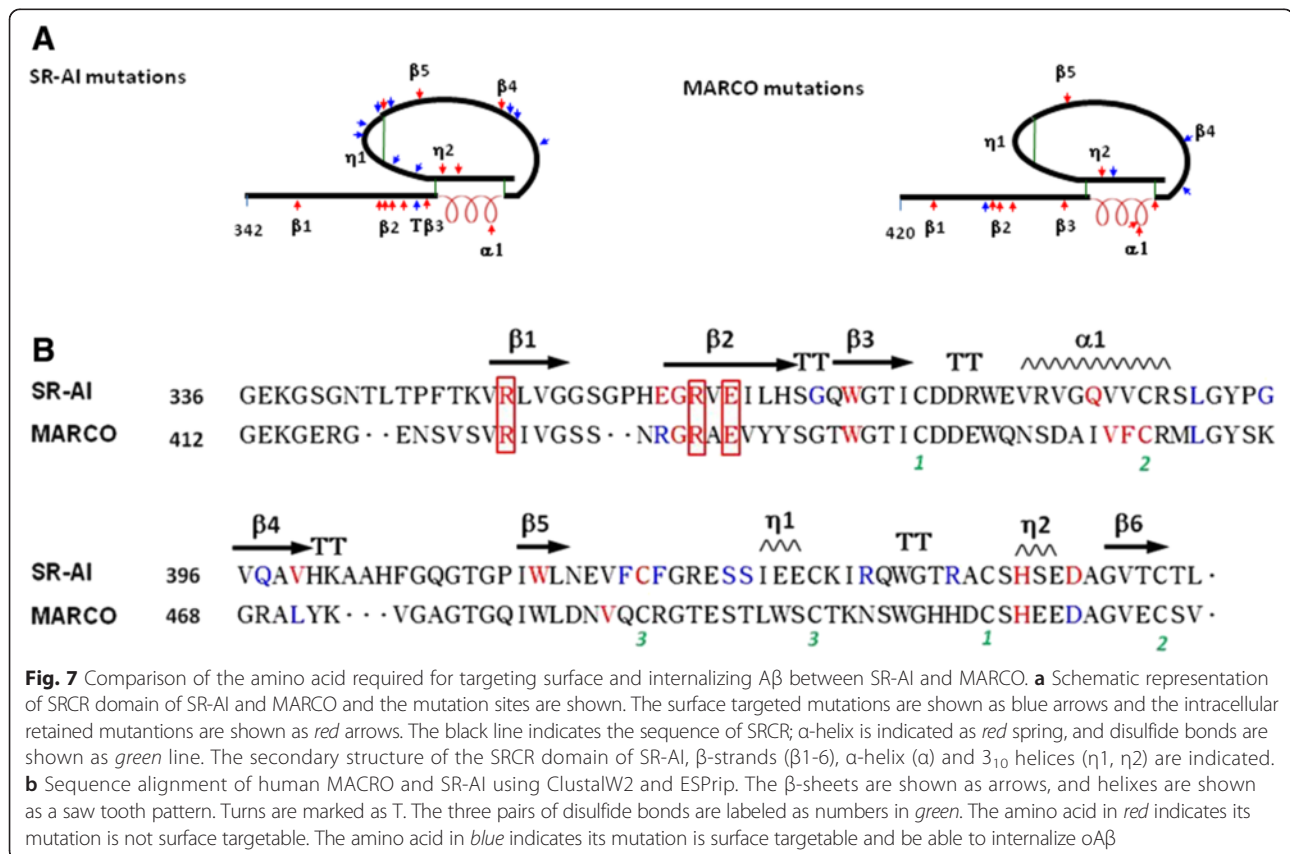 A
SR-AI mutations
β5
β4
η1
η2
342
β1
β2
Τβ3
α1
MARCO mutations
β5
β4
η1
η2
420
β1
β2
β3
α1
B
β1 β2 TT β3 TT α1
SR-AI 336 GEKGSGNTLTPFTKVRLVGGSGPHEGRVEILHSGQWGTICDDRWEVRVGQVVCRSLGYPG
MARCO 412 GEKGERG··ENSVSVRIVGSS··NRGRAEVYYSGTWGTICDDEWQNSDAIVFCRMLGYSK
1 2
β4 TT β5 η1 TT η2 β6
SR-AI 396 VQAVHKAAHFGQGTGPIWLNEVFCFGRESSIEECKIRQWGTRACSHSEDAGVTCTL·
MARCO 468 GRALYK···VGAGTGQIWLDNVQCRGTESTLWSCTKNSWGHHDCSHEEDAGVECSV·
3 3 1 2
Fig. 7 Comparison of the amino acid required for targeting surface and internalizing Aβ between SR-AI and MARCO. a Schematic representation
of SRCR domain of SR-AI and MARCO and the mutation sites are shown. The surface targeted mutations are shown as blue arrows and the intracellular
retained mutantions are shown as red arrows. The black line indicates the sequence of SRCR; α-helix is indicated as red spring, and disulfide bonds are
shown as green line. The secondary structure of the SRCR domain of SR-AI, β-strands (β1-6), α-helix (α) and 3₁₀ helices (η1, η2) are indicated.
b Sequence alignment of human MACRO and SR-AI using ClustalW2 and ESPrip. The β-sheets are shown as arrows, and helixes are shown
as a saw tooth pattern. Turns are marked as T. The three pairs of disulfide bonds are labeled as numbers in green. The amino acid in red indicates its
mutation is not surface targetable. The amino acid in blue indicates its mutation is surface targetable and be able to internalize oAβ